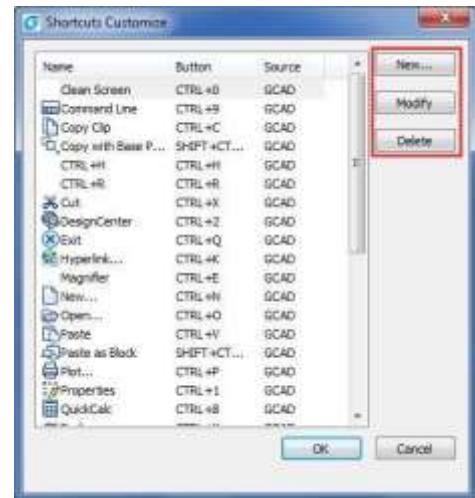 Shortcuts Customize
Name Button Source
Clean Screen CTRL+0 GCAD
Command Line CTRL+9 GCAD
Copy Clip CTRL+C GCAD
Copy with Base P... SHIFT+CT... GCAD
CTRL+H CTRL+H GCAD
CTRL+R CTRL+R GCAD
Cut CTRL+X GCAD
DesignCenter CTRL+2 GCAD
Exit CTRL+Q GCAD
Hyperlink... CTRL+K GCAD
Magnifier CTRL+E GCAD
New... CTRL+N GCAD
Open... CTRL+O GCAD
Paste CTRL+V GCAD
Paste as Block SHIFT+CT... GCAD
Plot... CTRL+P GCAD
Properties CTRL+1 GCAD
QuickCalc CTRL+8 GCAD
New...
Modify
Delete
OK Cancel